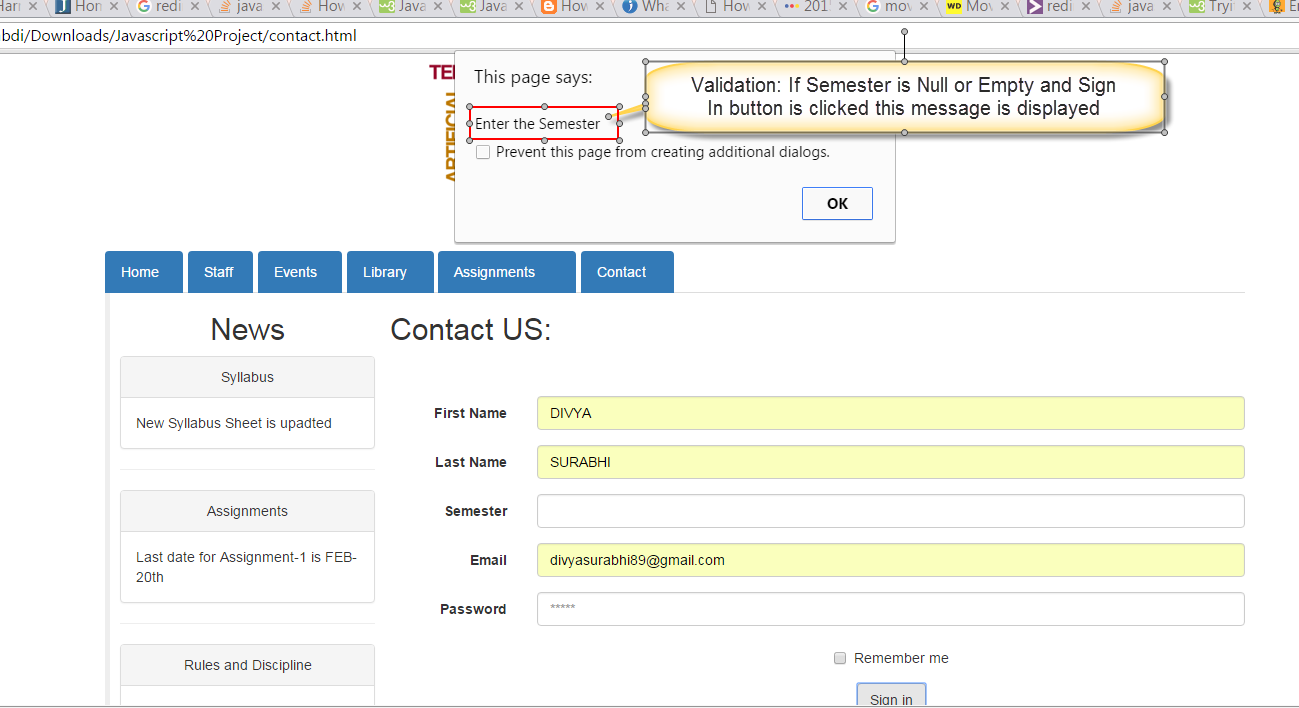 Hon
redi
java
How
Java
Java
How
Wha
How
201
G mov
WD Mov
redi
java
Tryi
bdi/Downloads/Javascript%20Project/contact.html
This page says:
Validation: If Semester is Null or Empty and Sign
In button is clicked this message is displayed
Enter the Semester
Prevent this page from creating additional dialogs.
OK
ARTIFICIAL
Home
Staff
Events
Library
Assignments
Contact
News
Contact US:
Syllabus
New Syllabus Sheet is upadted
Assignments
Last date for Assignment-1 is FEB-
20th
Rules and Discipline
First Name
DIVYA
Last Name
SURABHI
Semester
Email
divyasurabhi89@gmail.com
Password
*****
Remember me
Sign in